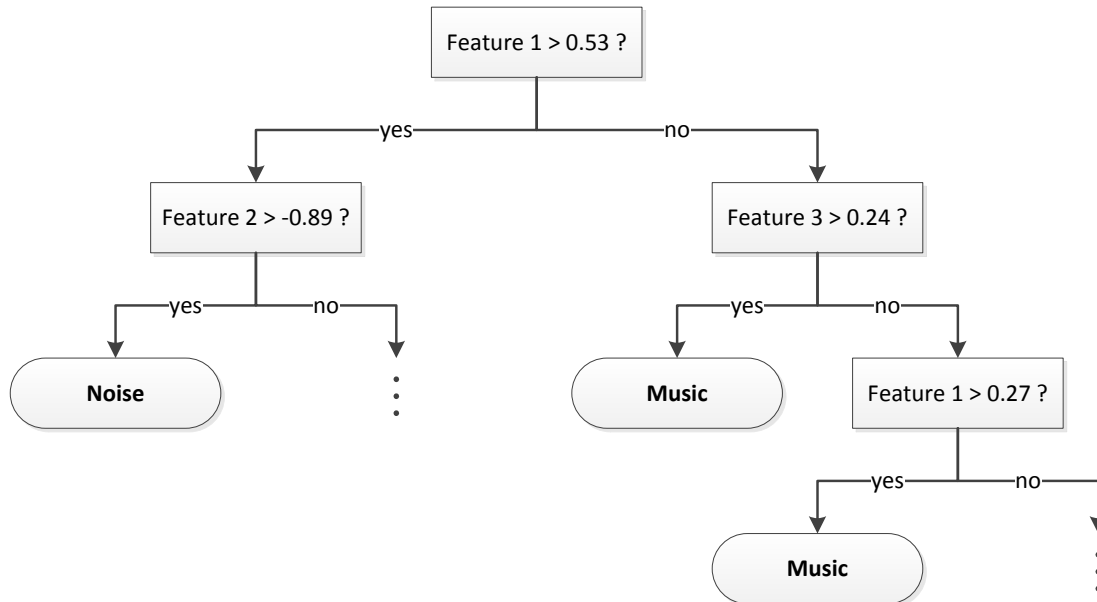 Feature 1 > 0.53 ?
yes
no
Feature 2 > -0.89 ?
Feature 3 > 0.24 ?
yes
no
yes
no
Noise
Music
Feature 1 > 0.27 ?
yes
no
Music